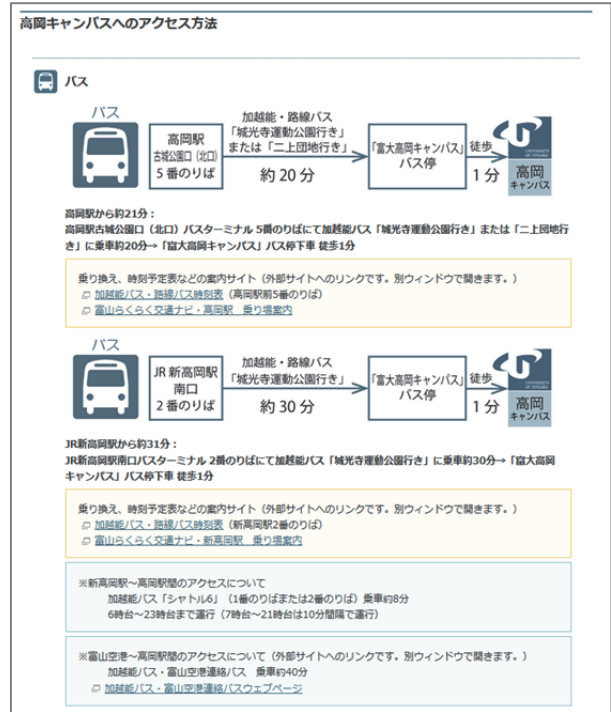 高岡キャンパスへのアクセス方法
バス
バス
高岡駅
古城公園口（北口）
5 番のりば
加越能・路線バス
「城光寺運動公園行き」
または「二上団地行き」
約 20 分
「富大高岡キャンパス」
バス停
徒歩
1 分
UNIVERSITY
OF TOYAMA
高岡
キャンパス
高岡駅から約21分：
高岡駅古城公園口（北口）バスターミナル 5番のりばにて加越能バス「城光寺運動公園行き」または「二上団地行
き」に乗車約20分→「富大高岡キャンパス」バス停下車 徒歩1分
乗り換え、時刻予定表などの案内サイト（外部サイトへのリンクです。別ウィンドウで開きます。）
加越能バス・路線バス時刻表（高岡駅前5番のりば）
富山らくらく交通ナビ・高岡駅　乗り場案内
バス
JR 新高岡駅
南口
2 番のりば
加越能・路線バス
「城光寺運動公園行き」
約 30 分
「富大高岡キャンパス」
バス停
徒歩
1 分
UNIVERSITY
OF TOYAMA
高岡
キャンパス
JR新高岡駅から約31分：
JR新高岡駅南口バスターミナル 2番のりばにて加越能バス「城光寺運動公園行き」に乗車約30分→「富大高岡
キャンパス」バス停下車 徒歩1分
乗り換え、時刻予定表などの案内サイト（外部サイトへのリンクです。別ウィンドウで開きます。）
加越能バス・路線バス時刻表（新高岡駅2番のりば）
富山らくらく交通ナビ・新高岡駅　乗り場案内
※新高岡駅～高岡駅間のアクセスについて
加越能バス「シャトル6」（1番のりばまたは2番のりば）乗車約8分
6時台～23時台まで運行（7時台～21時台は10分間隔で運行）
※富山空港～高岡駅間のアクセスについて（外部サイトへのリンクです。別ウィンドウで開きます。）
加越能バス・富山空港連絡バス　乗車約40分
加越能バス・富山空港連絡バスウェブページ